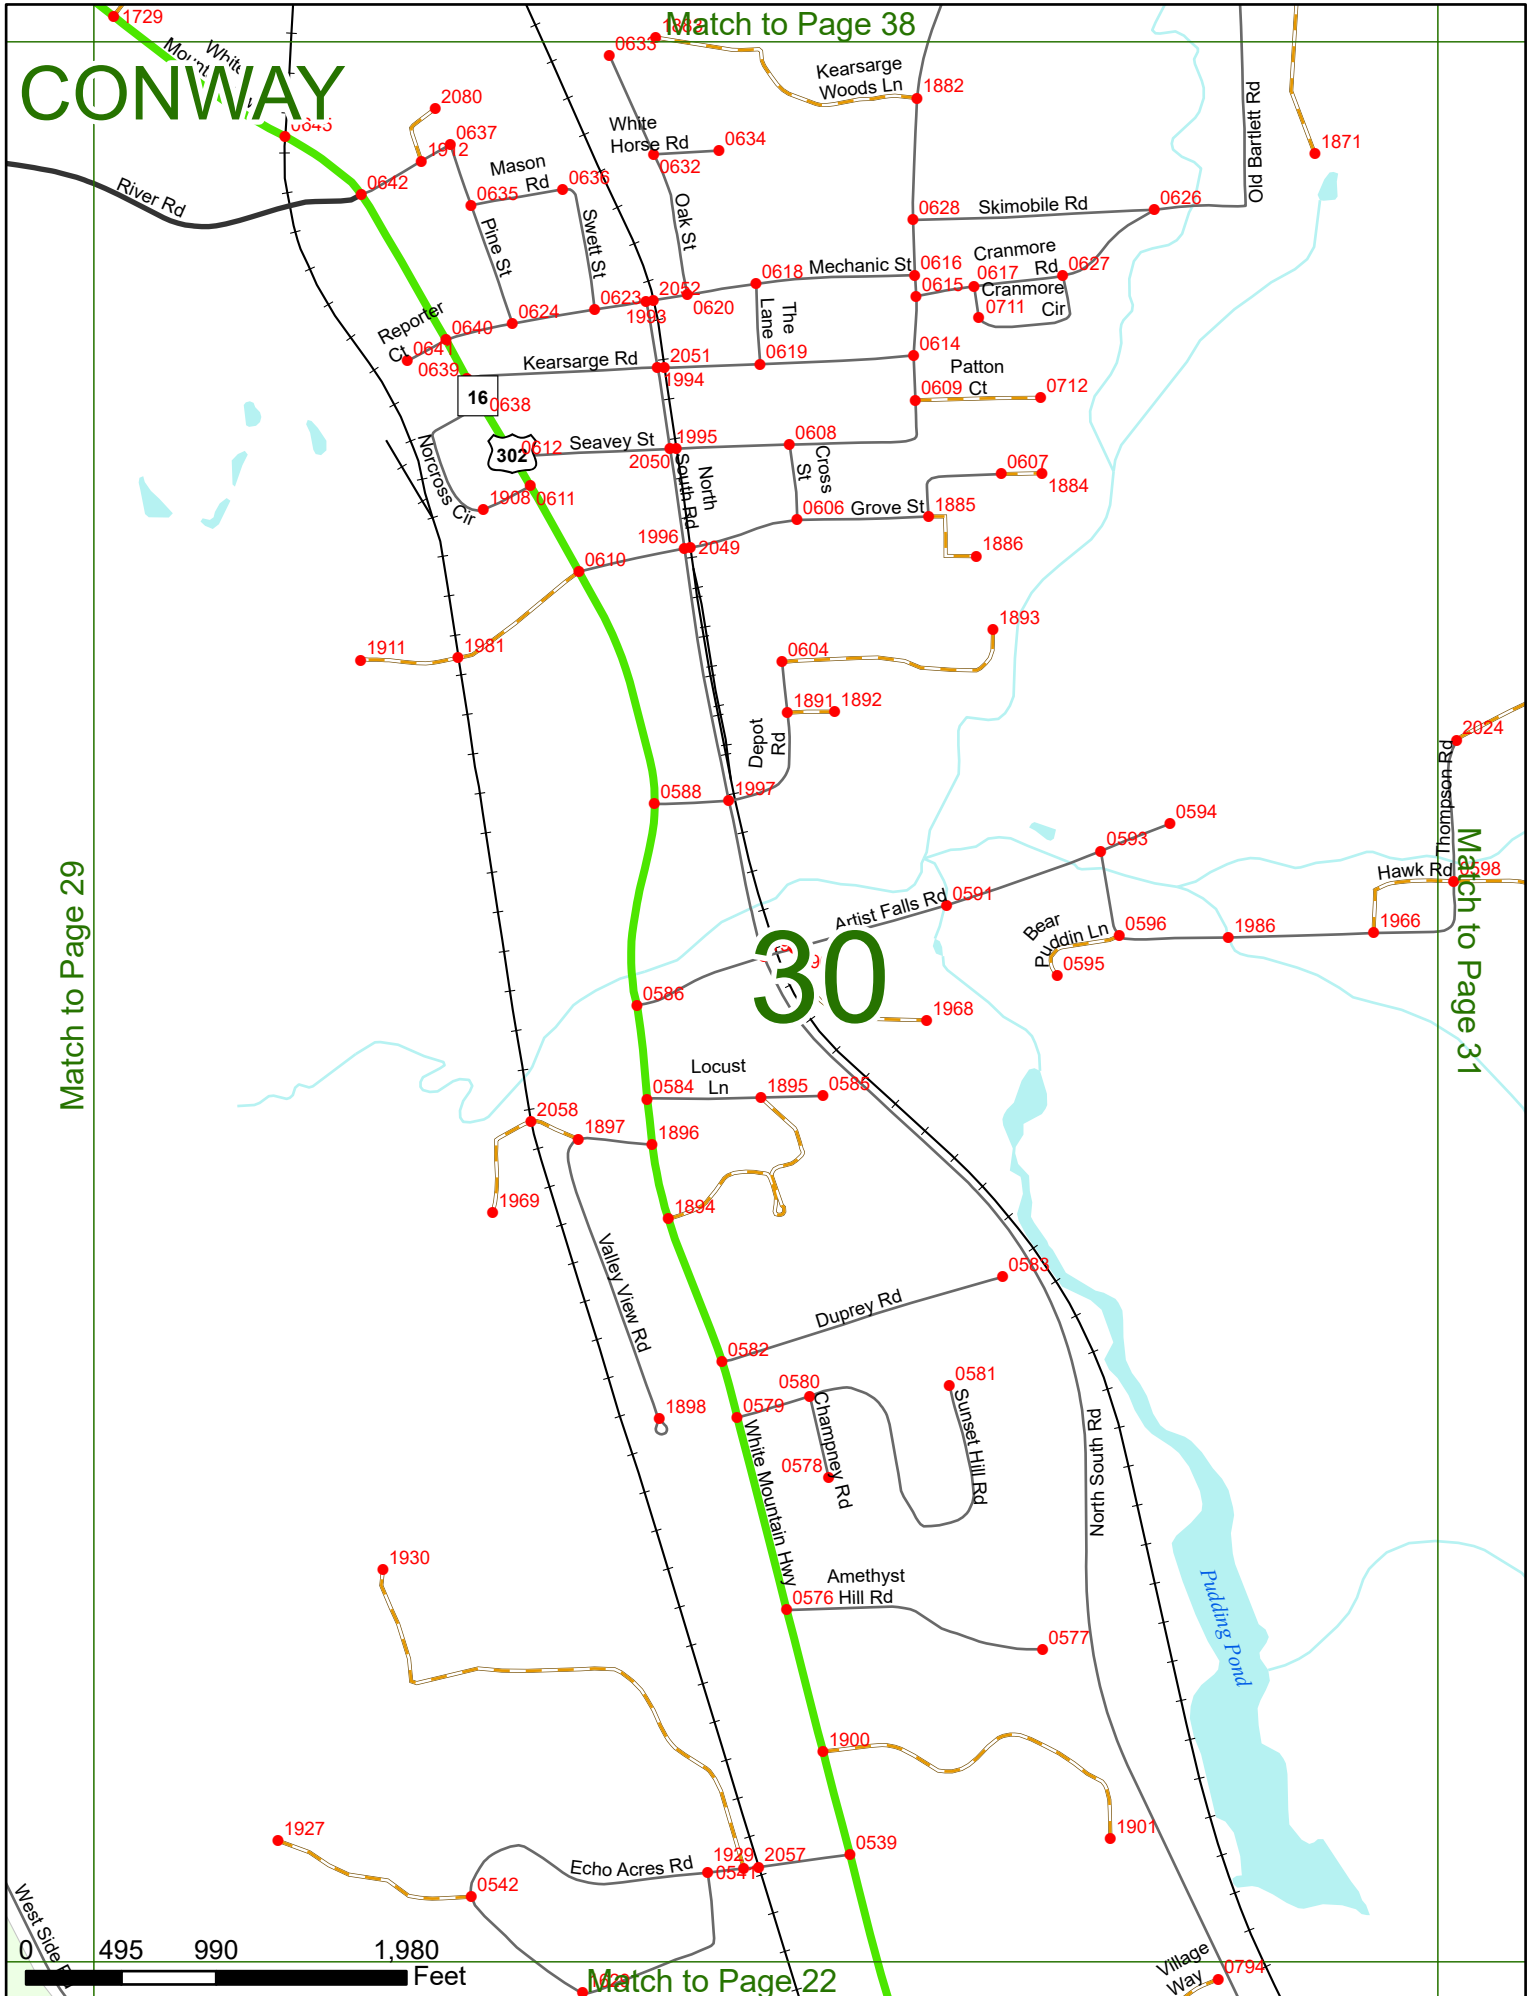 Match to Page 38
1729
1883
0633
White
Mount
CONWAY
Kearsarge
Woods Ln
1882
Old Bartlett Rd
1871
2080
0637
1912
0645
White
Horse Rd
0634
0632
Mason
Rd
0636
0635
0642
River Rd
Oak St
0628
Skimobile Rd
0626
Pine St
Swett St
Cranmore
Rd
0627
0618
Mechanic St
0616
0617
0615
Cranmore
Cir
0711
0623
2052
1993
0620
0624
The
Lane
Reporter
Ct
0640
0641
0639
Kearsarge Rd
2051
1994
0619
0614
Patton
Ct
0609
0712
16
0638
302
0612
Seavey St
1995
2050
0608
Cross
St
Norcross Cir
1908
0611
North
South Rd
0607
1884
0606
Grove St
1885
1886
1996
2049
0610
1893
1911
1981
0604
1891
1892
Depot
Rd
2024
Thompson Rd
0588
1997
0594
0593
Match to Page 29
Match to Page 31
Hawk Rd
0598
Artist Falls Rd
0591
Bear
Puddin Ln
0596
1986
1966
0595
30
0586
1968
Locust
Ln
0584
1895
0585
2058
1897
1896
1969
1894
Valley View Rd
0583
Duprey Rd
0582
0580
0581
0579
1898
Champney Rd
Sunset Hill Rd
0578
White Mountain Hwy
North South Rd
1930
Amethyst
Hill Rd
0576
Pudding Pond
0577
1900
1901
1927
0539
1929
2057
Echo Acres Rd
0541
0542
West Side R
0
495
990
1,980
Feet
Match to Page 22
Village
Way
0794